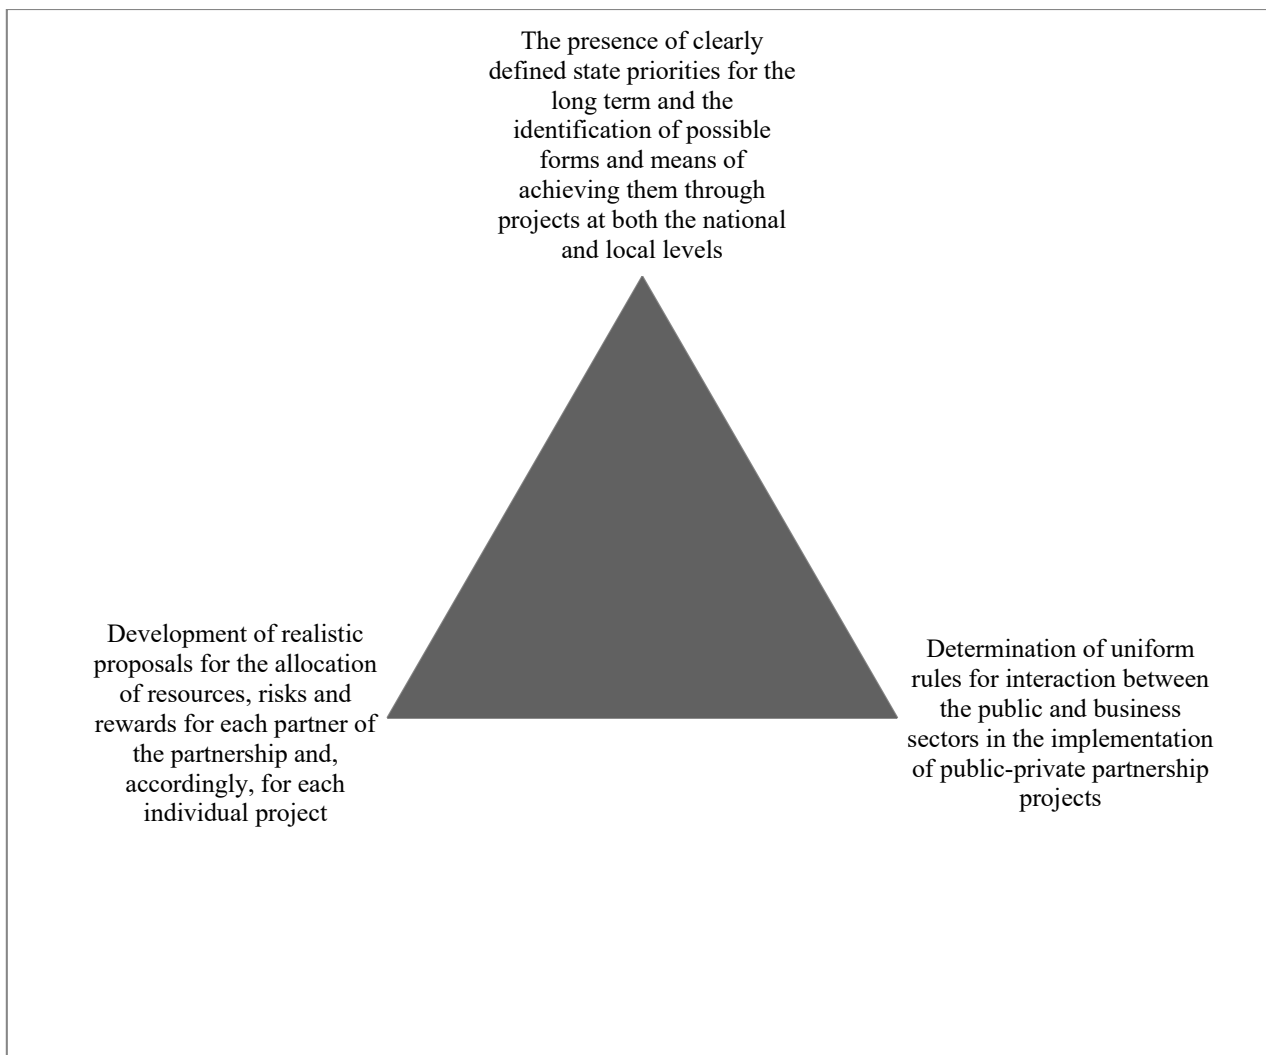 The presence of clearly
defined state priorities for the
long term and the
identification of possible
forms and means of
achieving them through
projects at both the national
and local levels
Development of realistic
proposals for the allocation
of resources, risks and
rewards for each partner of
the partnership and,
accordingly, for each
individual project
Determination of uniform
rules for interaction between
the public and business
sectors in the implementation
of public-private partnership
projects